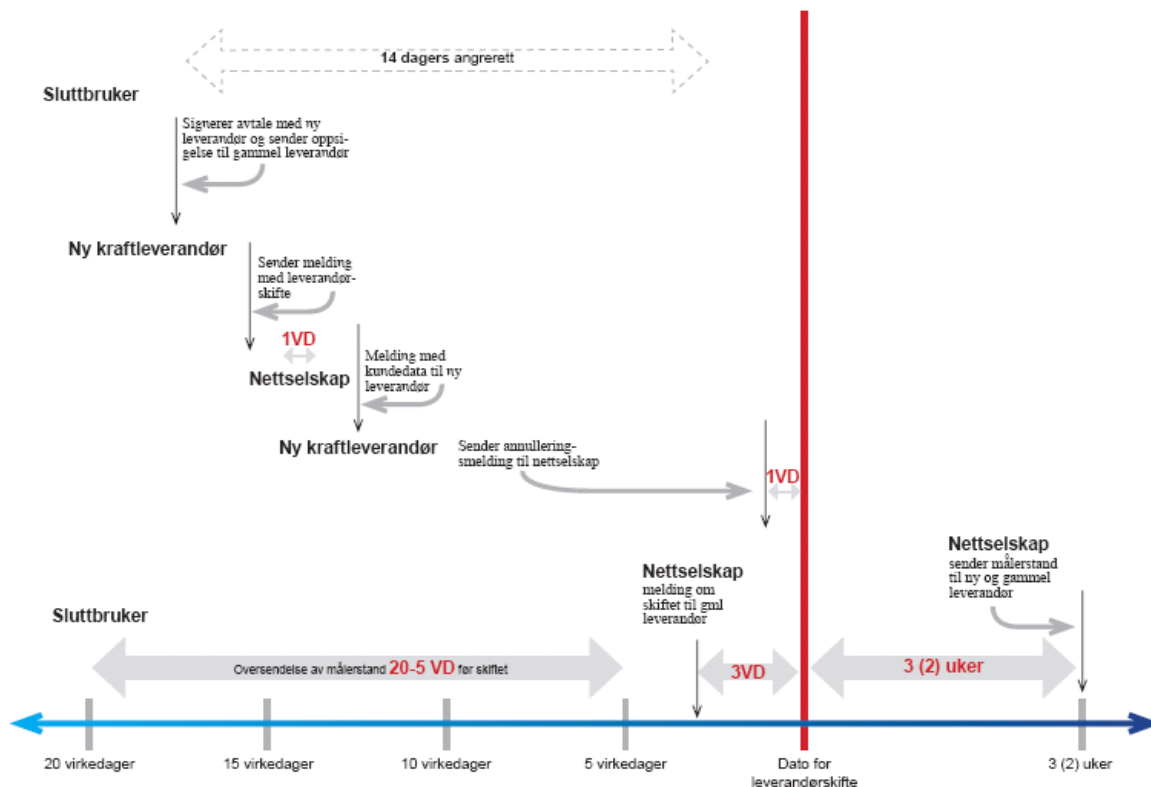 14 dagers angrerett
Sluttbruker
Signerer avtale med ny
leverandør og sender oppsi-
gelse til gammel leverandør
Ny kraftleverandør
Sender melding
med leverandør-
skifte
1VD
Nettselskap
Melding med
kundedata til ny
leverandør
Ny kraftleverandør
Sender annullering-
smelding til nettselskap
1VD
Nettselskap
melding om
skiftet til gml
leverandør
Nettselskap
sender målerstand
til ny og gammel
leverandør
Sluttbruker
Oversendelse av målerstand 20-5 VD før skiftet
3VD
3 (2) uker
20 virkedager
15 virkedager
10 virkedager
5 virkedager
Dato for
leverandørskifte
3 (2) uker